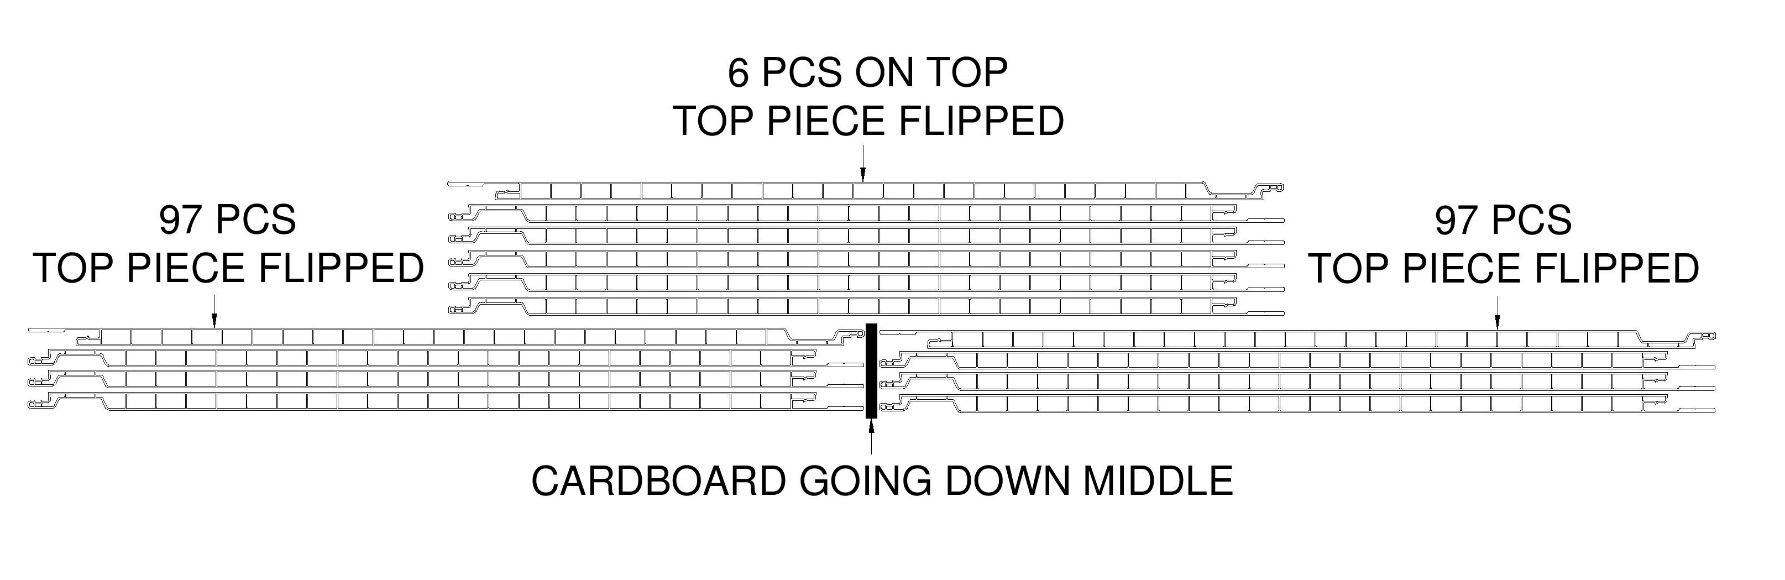 6 PCS ON TOP
TOP PIECE FLIPPED
97 PCS
TOP PIECE FLIPPED
97 PCS
TOP PIECE FLIPPED
CARDBOARD GOING DOWN MIDDLE